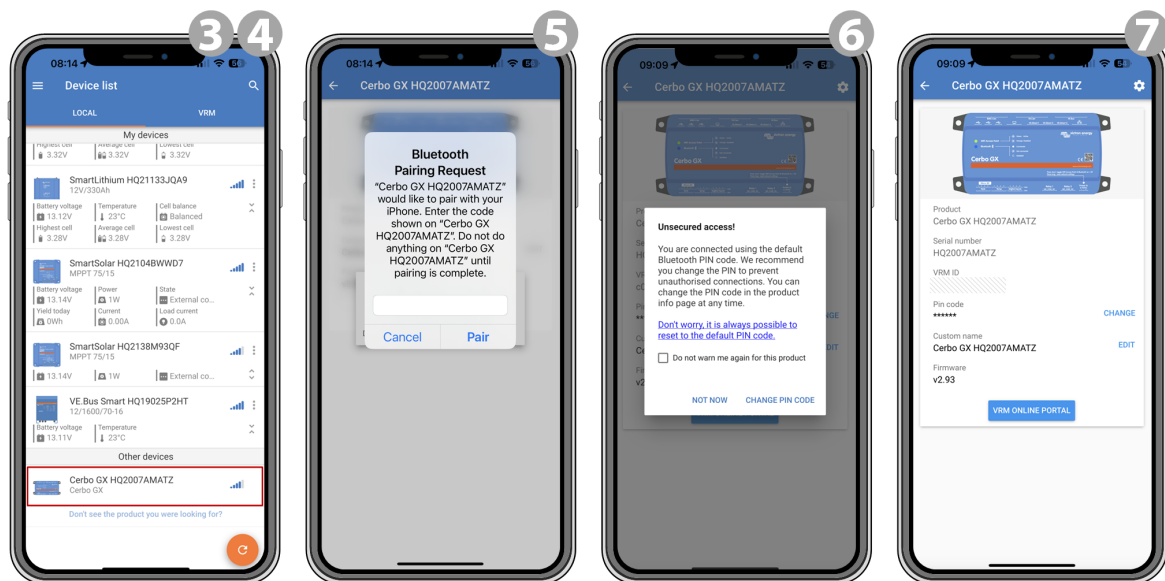 3 4
08:14
56
Device list
LOCAL VRM
My devices
Highest cell Average cell Lowest cell
3.32V 3.32V 3.32V
SmartLithium HQ21133JQA9
12V/330Ah
Battery voltage Temperature Cell balance
13.12V 23°C Balanced
Highest cell Average cell Lowest cell
3.28V 3.28V 3.28V
SmartSolar HQ2104BWWD7
MPPT 75/15
Battery voltage Power State
13.14V 1W External co...
Yield today Current Load current
0Wh 0.00A 0.0A
SmartSolar HQ2138M93QF
MPPT 75/15
13.14V 1W External co...
VE.Bus Smart HQ19025P2HT
12/1600/70-16
Battery voltage Temperature
13.11V 23°C
Other devices
Cerbo GX HQ2007AMATZ
Cerbo GX
Don't see the product you were looking for?
5
08:14
Cerbo GX HQ2007AMATZ
Bluetooth
Pairing Request
"Cerbo GX HQ2007AMATZ"
would like to pair with your
iPhone. Enter the code
shown on "Cerbo GX
HQ2007AMATZ". Do not do
anything on "Cerbo GX
HQ2007AMATZ" until
pairing is complete.
Cancel Pair
6
09:09
Cerbo GX HQ2007AMATZ
Cerbo GX
Unsecured access!
You are connected using the default
Bluetooth PIN code. We recommend
you change the PIN to prevent
unauthorised connections. You can
change the PIN code in the product
info page at any time.
Don't worry, it is always possible to
reset to the default PIN code.
Do not warn me again for this product
NOT NOW CHANGE PIN CODE
7
09:09
Cerbo GX HQ2007AMATZ
victron energy
Cerbo GX
Product
Cerbo GX HQ2007AMATZ
Serial number
HQ2007AMATZ
VRM ID
Pin code
****** CHANGE
Custom name
Cerbo GX HQ2007AMATZ EDIT
Firmware
v2.93
VRM ONLINE PORTAL